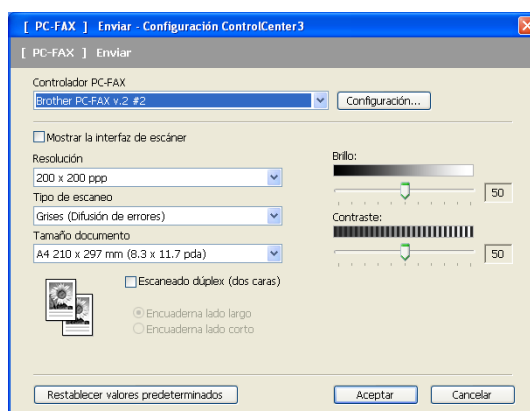 [ PC-FAX ] Enviar - Configuración ControlCenter3
[ PC-FAX ] Enviar
Controlador PC-FAX
Brother PC-FAX v.2 #2
Configuración...
Mostrar la interfaz de escáner
Resolución
200 x 200 ppp
Tipo de escaneo
Grises (Difusión de errores)
Tamaño documento
A4 210 x 297 mm (8.3 x 11.7 pda)
Brillo:
50
Contraste:
50
Escaneado dúplex (dos caras)
Encuaderna lado largo
Encuaderna lado corto
Restablecer valores predeterminados
Aceptar
Cancelar